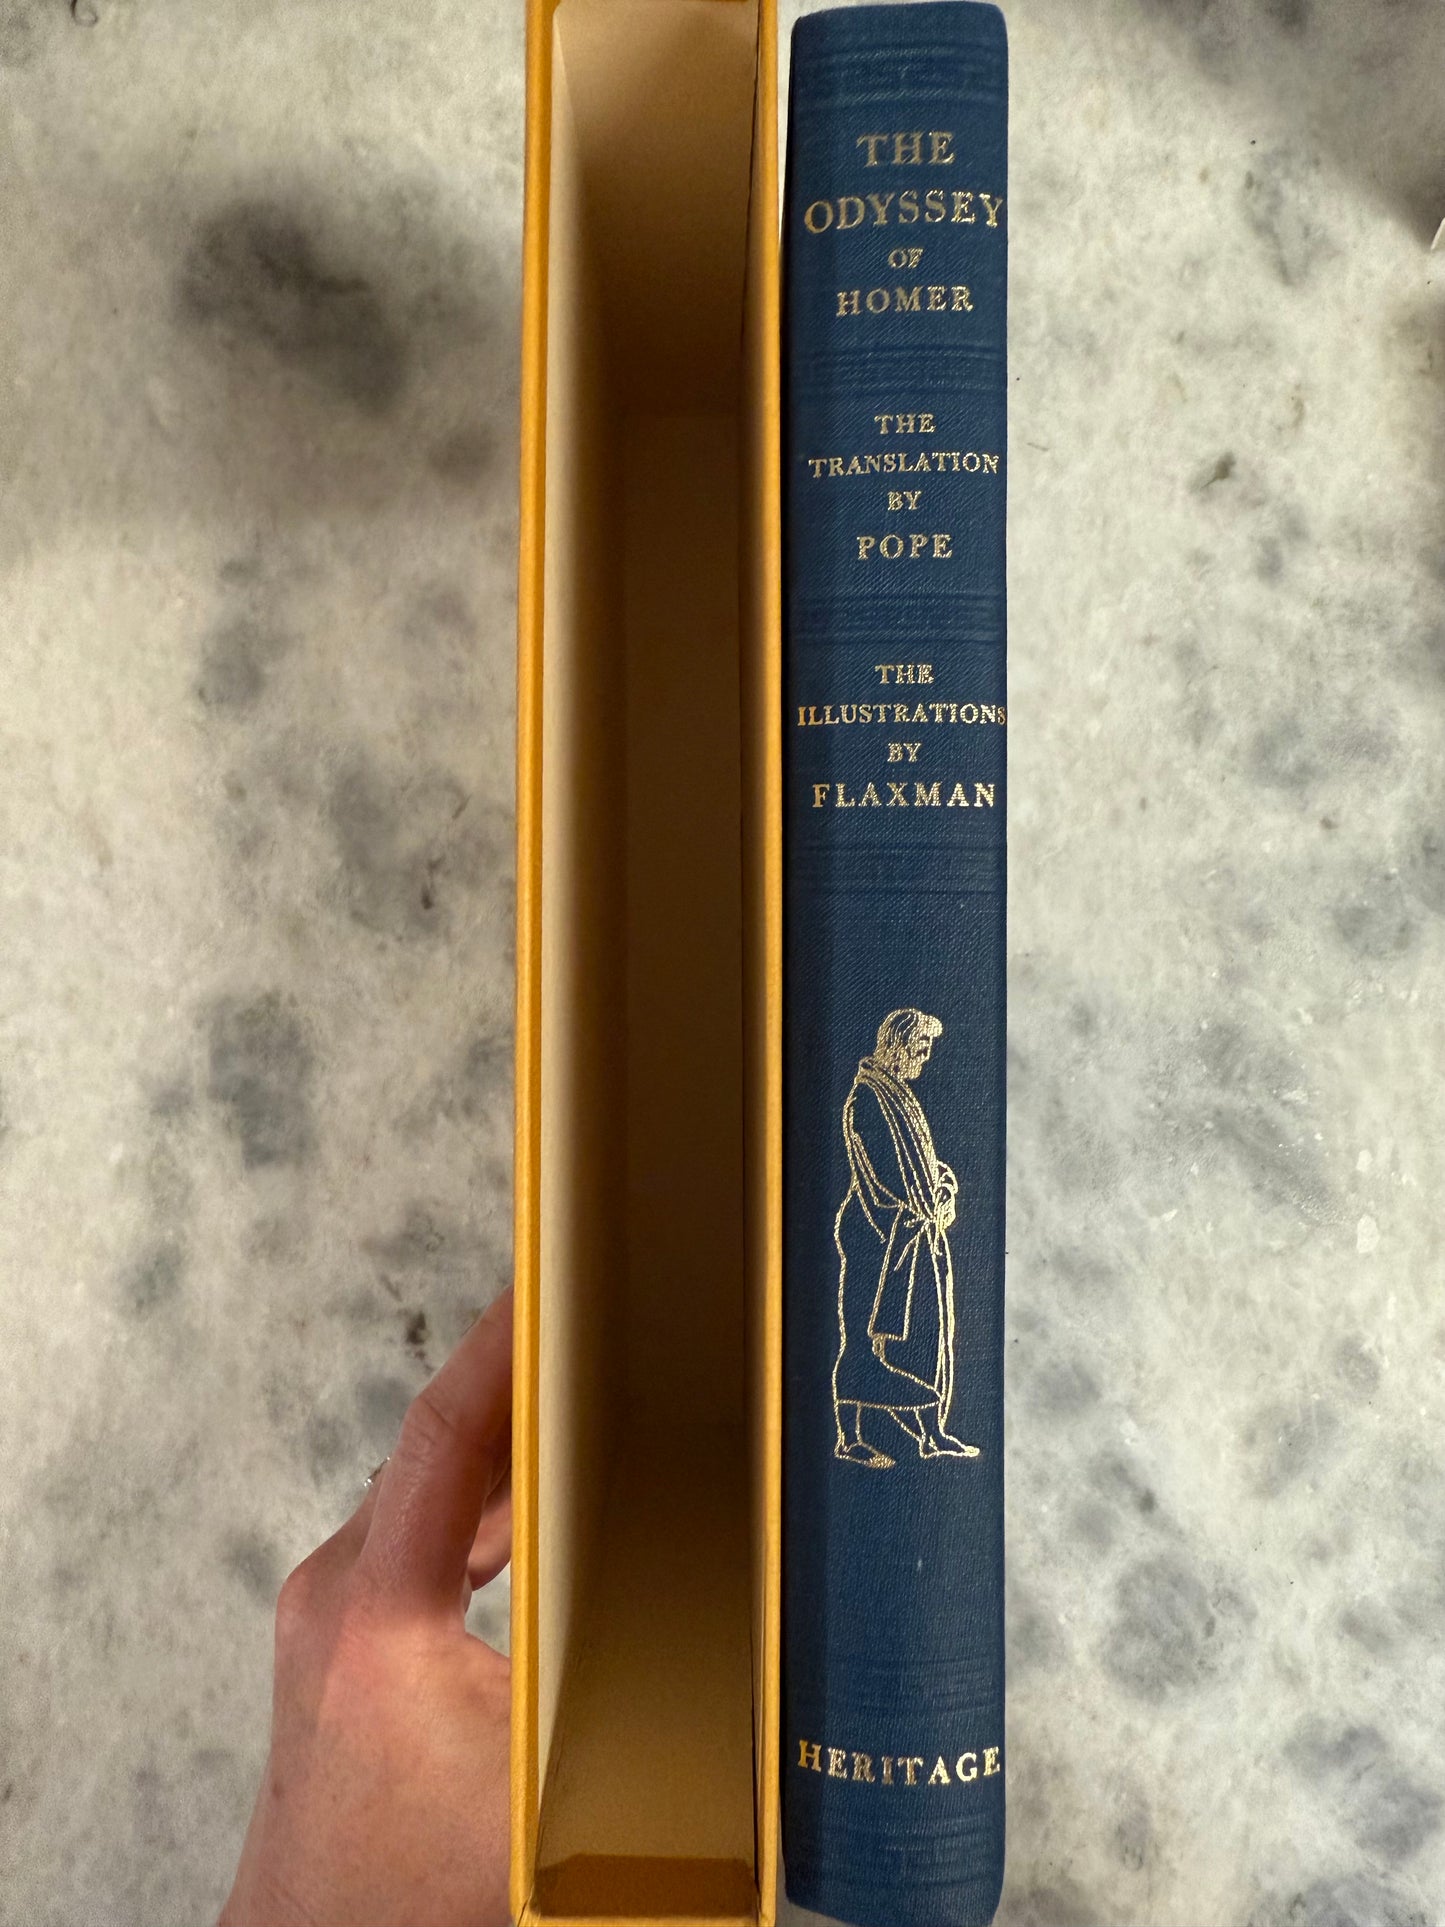 THE
ODYSSEY
OF
HOMER
THE
TRANSLATION
BY
POPE
THE
ILLUSTRATIONS
BY
FLAXMAN
HERITAGE